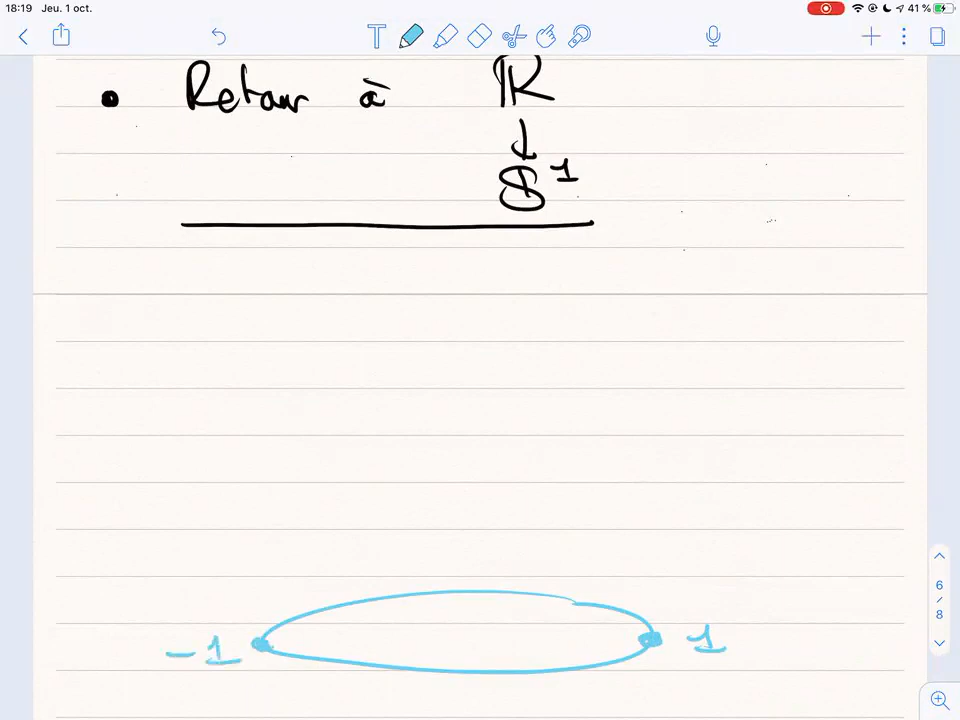 18:19 Jeu. 1 oct. 41 %
T
• Retour à ℝ
↓
𝕊¹
6
/
8
-1 1